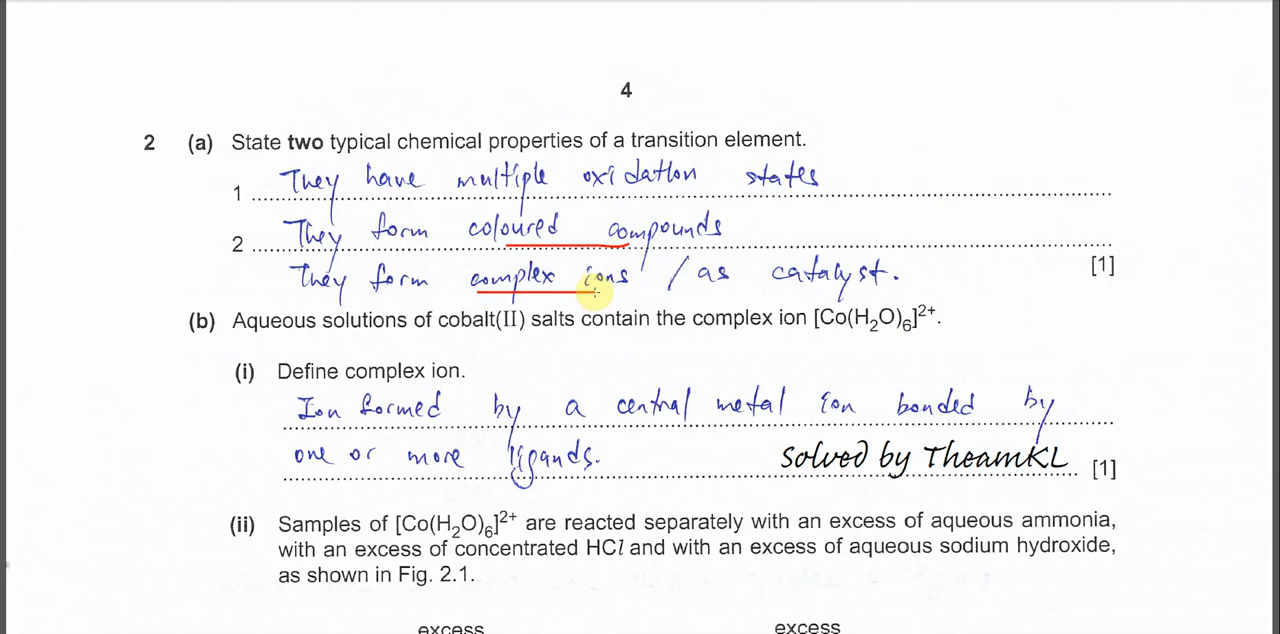 4
2 (a) State two typical chemical properties of a transition element.
1 They have multiple oxidation states
2 They form coloured compounds
They form complex ions / as catalyst. [1]
(b) Aqueous solutions of cobalt(II) salts contain the complex ion [Co(H₂O)₆]²⁺.
(i) Define complex ion.
Ion formed by a central metal ion bonded by
one or more ligands. Solved by TheamKL [1]
(ii) Samples of [Co(H₂O)₆]²⁺ are reacted separately with an excess of aqueous ammonia,
with an excess of concentrated HCl and with an excess of aqueous sodium hydroxide,
as shown in Fig. 2.1.
excess excess